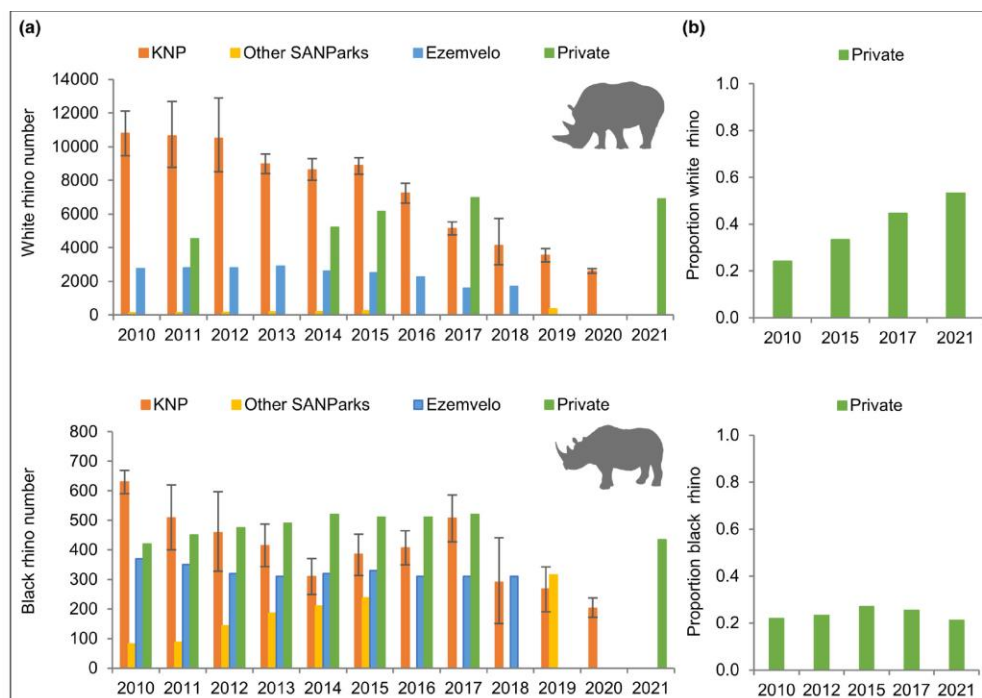 (a)
KNP Other SANParks Ezemvelo Private
White rhino number
14000
12000
10000
8000
6000
4000
2000
0
2010 2011 2012 2013 2014 2015 2016 2017 2018 2019 2020 2021
(b)
Private
Proportion white rhino
1.0
0.8
0.6
0.4
0.2
0.0
2010 2015 2017 2021
KNP Other SANParks Ezemvelo Private
Black rhino number
800
700
600
500
400
300
200
100
0
2010 2011 2012 2013 2014 2015 2016 2017 2018 2019 2020 2021
Private
Proportion black rhino
1.0
0.8
0.6
0.4
0.2
0.0
2010 2012 2015 2017 2021